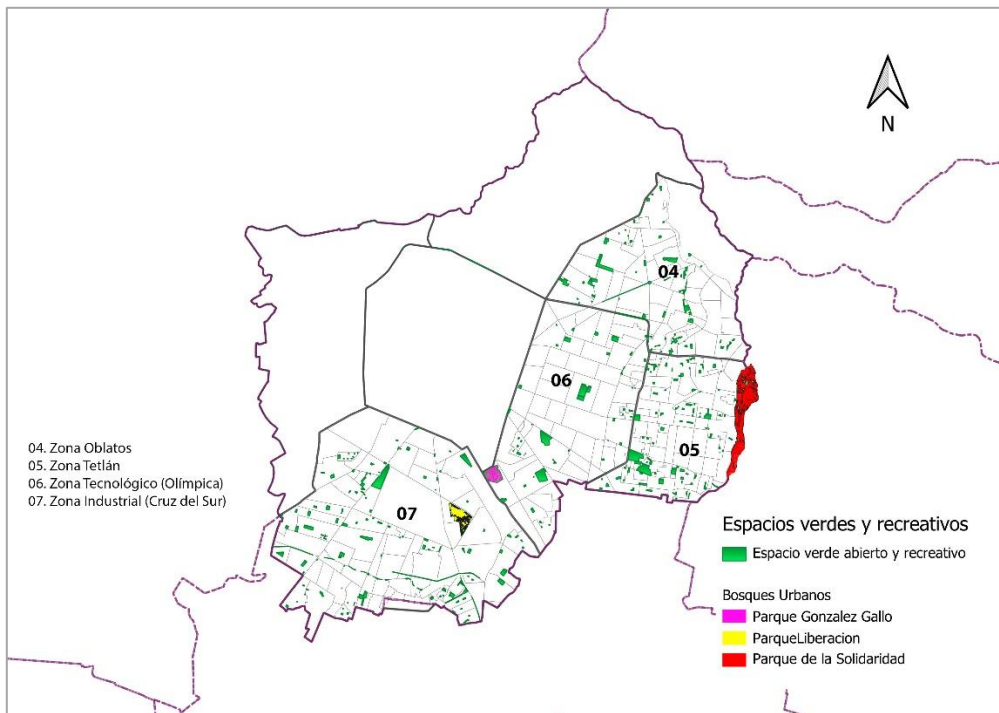 N
04
06
05
07
04. Zona Oblatos
05. Zona Tetlán
06. Zona Tecnológico (Olímpica)
07. Zona Industrial (Cruz del Sur)
Espacios verdes y recreativos
Espacio verde abierto y recreativo
Bosques Urbanos
Parque Gonzalez Gallo
ParqueLiberacion
Parque de la Solidaridad